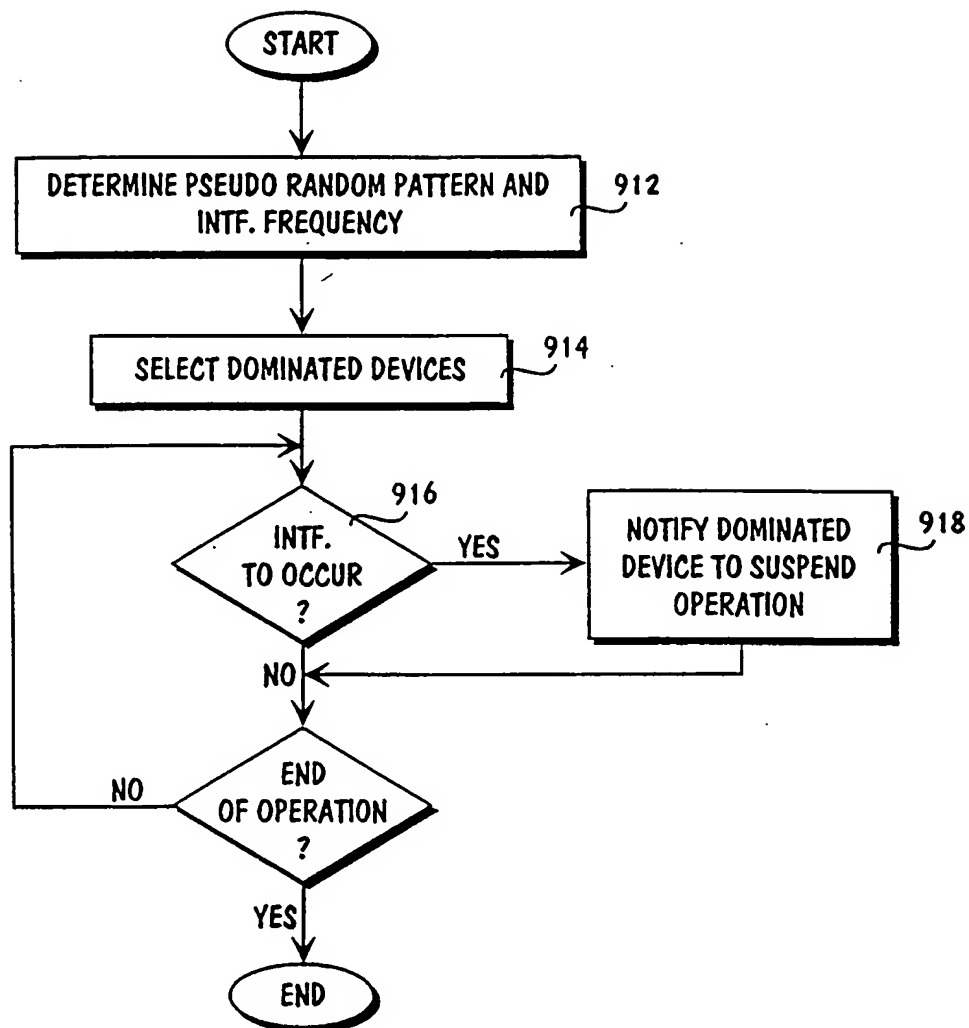 START
DETERMINE PSEUDO RANDOM PATTERN AND
INTF. FREQUENCY
912
SELECT DOMINATED DEVICES
914
916
INTF.
TO OCCUR
?
YES
NOTIFY DOMINATED
DEVICE TO SUSPEND
OPERATION
918
NO
END
OF OPERATION
?
NO
YES
END